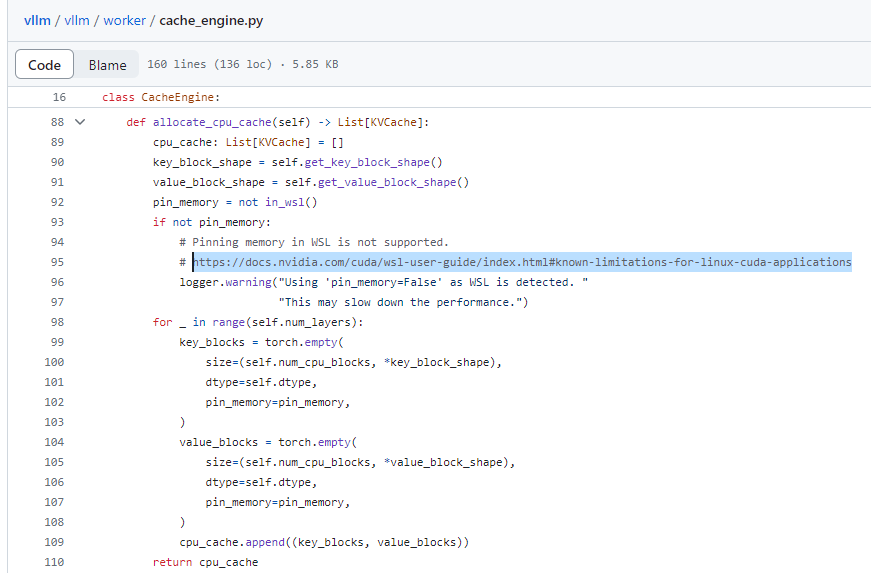 vllm / vllm / worker / cache_engine.py
Code Blame 160 lines (136 loc) · 5.85 KB
16 class CacheEngine:
88 def allocate_cpu_cache(self) -> List[KVCache]:
89 cpu_cache: List[KVCache] = []
90 key_block_shape = self.get_key_block_shape()
91 value_block_shape = self.get_value_block_shape()
92 pin_memory = not in_wsl()
93 if not pin_memory:
94 # Pinning memory in WSL is not supported.
95 # https://docs.nvidia.com/cuda/wsl-user-guide/index.html#known-limitations-for-linux-cuda-applications
96 logger.warning("Using 'pin_memory=False' as WSL is detected. "
97 "This may slow down the performance.")
98 for _ in range(self.num_layers):
99 key_blocks = torch.empty(
100 size=(self.num_cpu_blocks, *key_block_shape),
101 dtype=self.dtype,
102 pin_memory=pin_memory,
103 )
104 value_blocks = torch.empty(
105 size=(self.num_cpu_blocks, *value_block_shape),
106 dtype=self.dtype,
107 pin_memory=pin_memory,
108 )
109 cpu_cache.append((key_blocks, value_blocks))
110 return cpu_cache